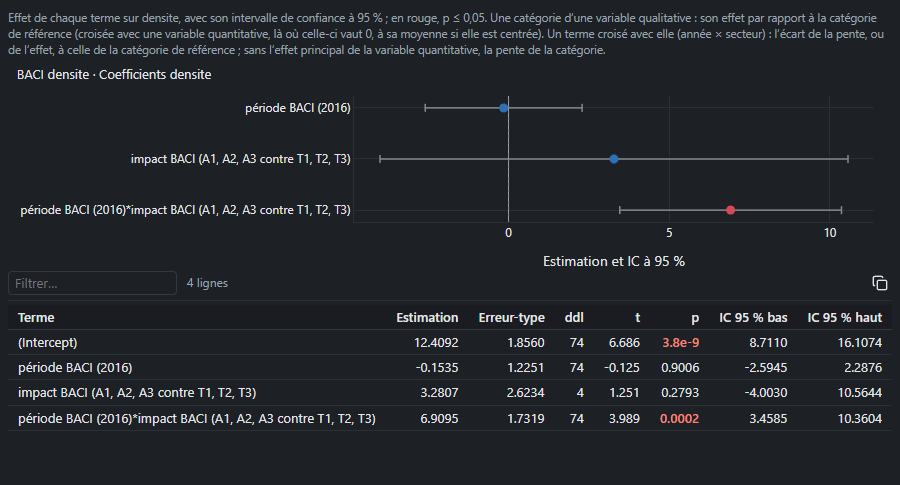 Effet de chaque terme sur densite, avec son intervalle de confiance à 95 % ; en rouge, p ≤ 0,05. Une catégorie d’une variable qualitative : son effet par rapport à la catégorie
de référence (croisée avec une variable quantitative, là où celle-ci vaut 0, à sa moyenne si elle est centrée). Un terme croisé avec elle (année × secteur) : l’écart de la pente, ou
de l’effet, à celle de la catégorie de référence ; sans l’effet principal de la variable quantitative, la pente de la catégorie.
BACI densite · Coefficients densite
période BACI (2016)
impact BACI (A1, A2, A3 contre T1, T2, T3)
période BACI (2016)*impact BACI (A1, A2, A3 contre T1, T2, T3)
0 5 10
Estimation et IC à 95 %
Filtrer... 4 lignes
Terme Estimation Erreur-type ddl t p IC 95 % bas IC 95 % haut
(Intercept) 12.4092 1.8560 74 6.686 3.8e-9 8.7110 16.1074
période BACI (2016) -0.1535 1.2251 74 -0.125 0.9006 -2.5945 2.2876
impact BACI (A1, A2, A3 contre T1, T2, T3) 3.2807 2.6234 4 1.251 0.2793 -4.0030 10.5644
période BACI (2016)*impact BACI (A1, A2, A3 contre T1, T2, T3) 6.9095 1.7319 74 3.989 0.0002 3.4585 10.3604